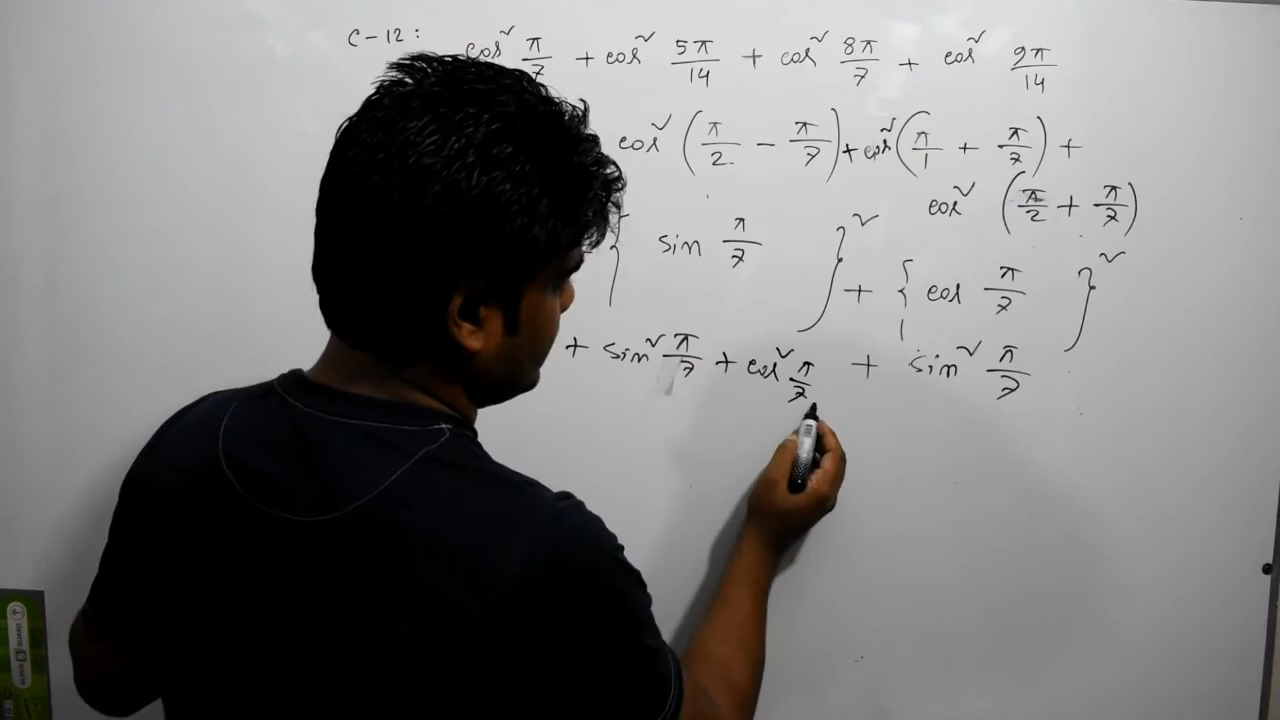 C-12: cos² π/7 + cos² 5π/14 + cos² 8π/7 + cos² 9π/14
cos² (π/2 − π/7) + cos² (π/1 + π/7) +
cos² (π/2 + π/7)
{ sin π/7 }² + { cos π/7 }²
+ sin² π/7 + cos² π/7 + sin² π/7